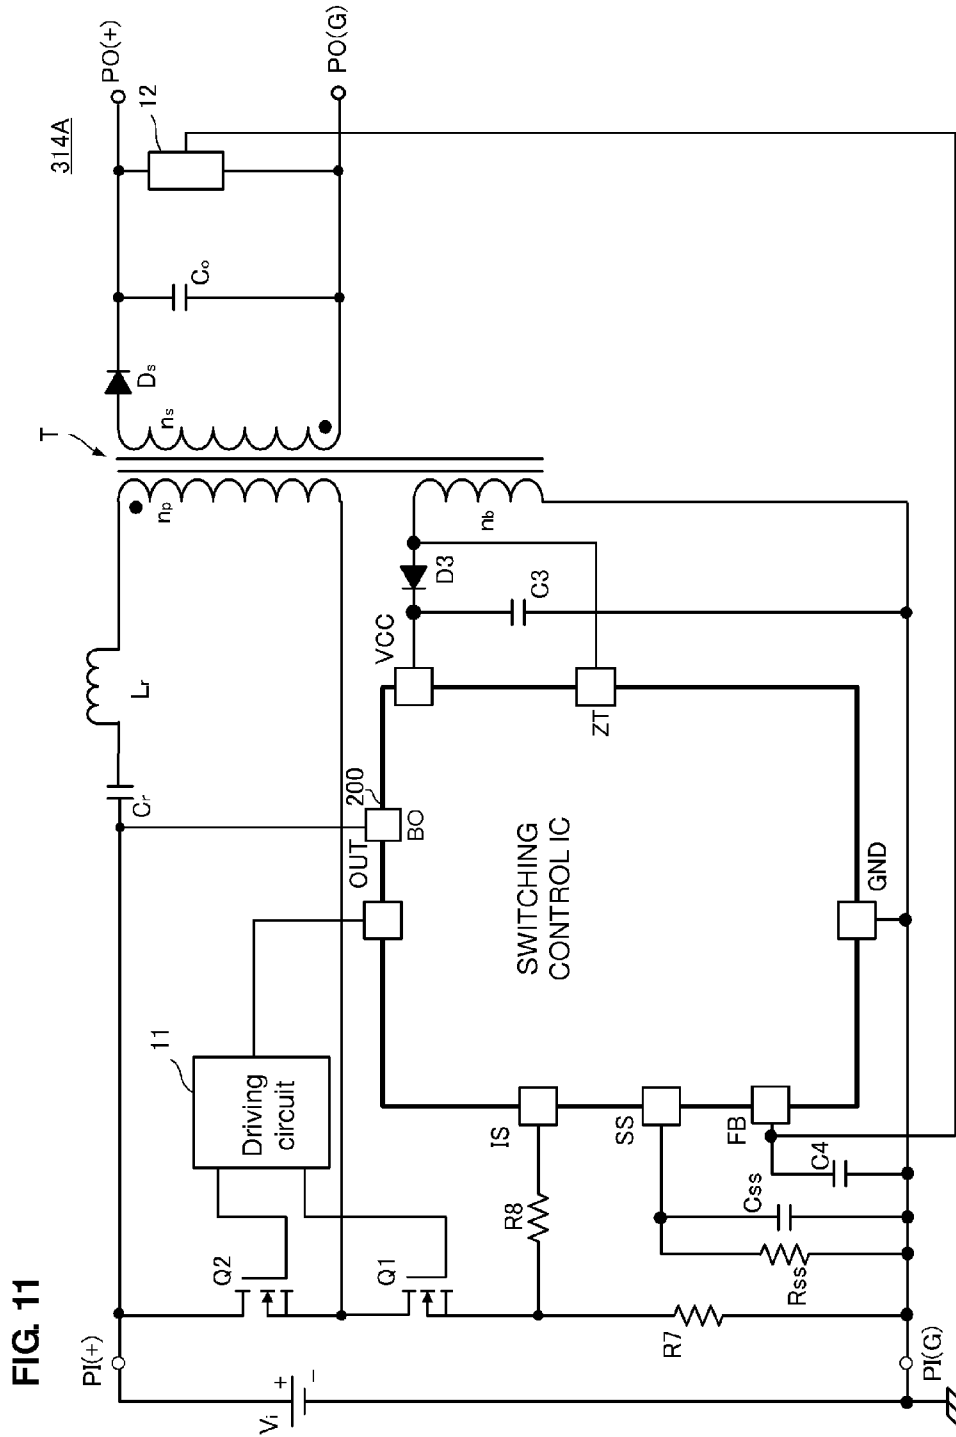 FIG. 11
314A
PI(+)
Vi
+
-
PI(G)
Q2
Q1
R7
R8
Rss
Css
C4
11
Driving
circuit
OUT
200
BO
IS
SS
FB
SWITCHING
CONTROL IC
VCC
ZT
GND
Cr
Lr
T
np
ns
nb
D3
C3
Ds
Co
12
PO(+)
PO(G)